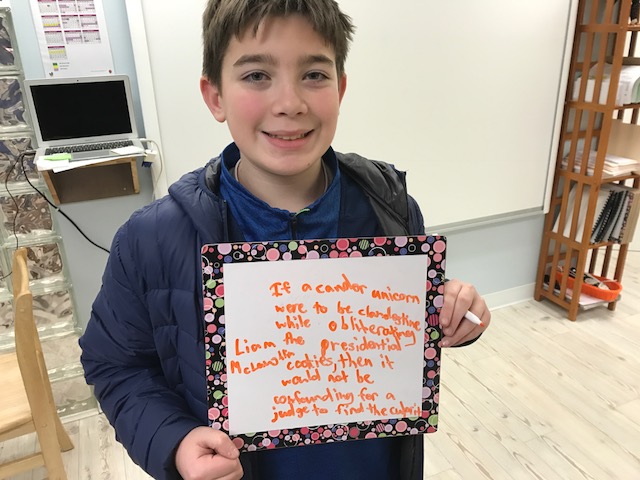 If a candor unicorn
were to be clandestine
while obliterating
the presidential
cookies, then it
would not be
confounding for a
judge to find the culprit
Liam